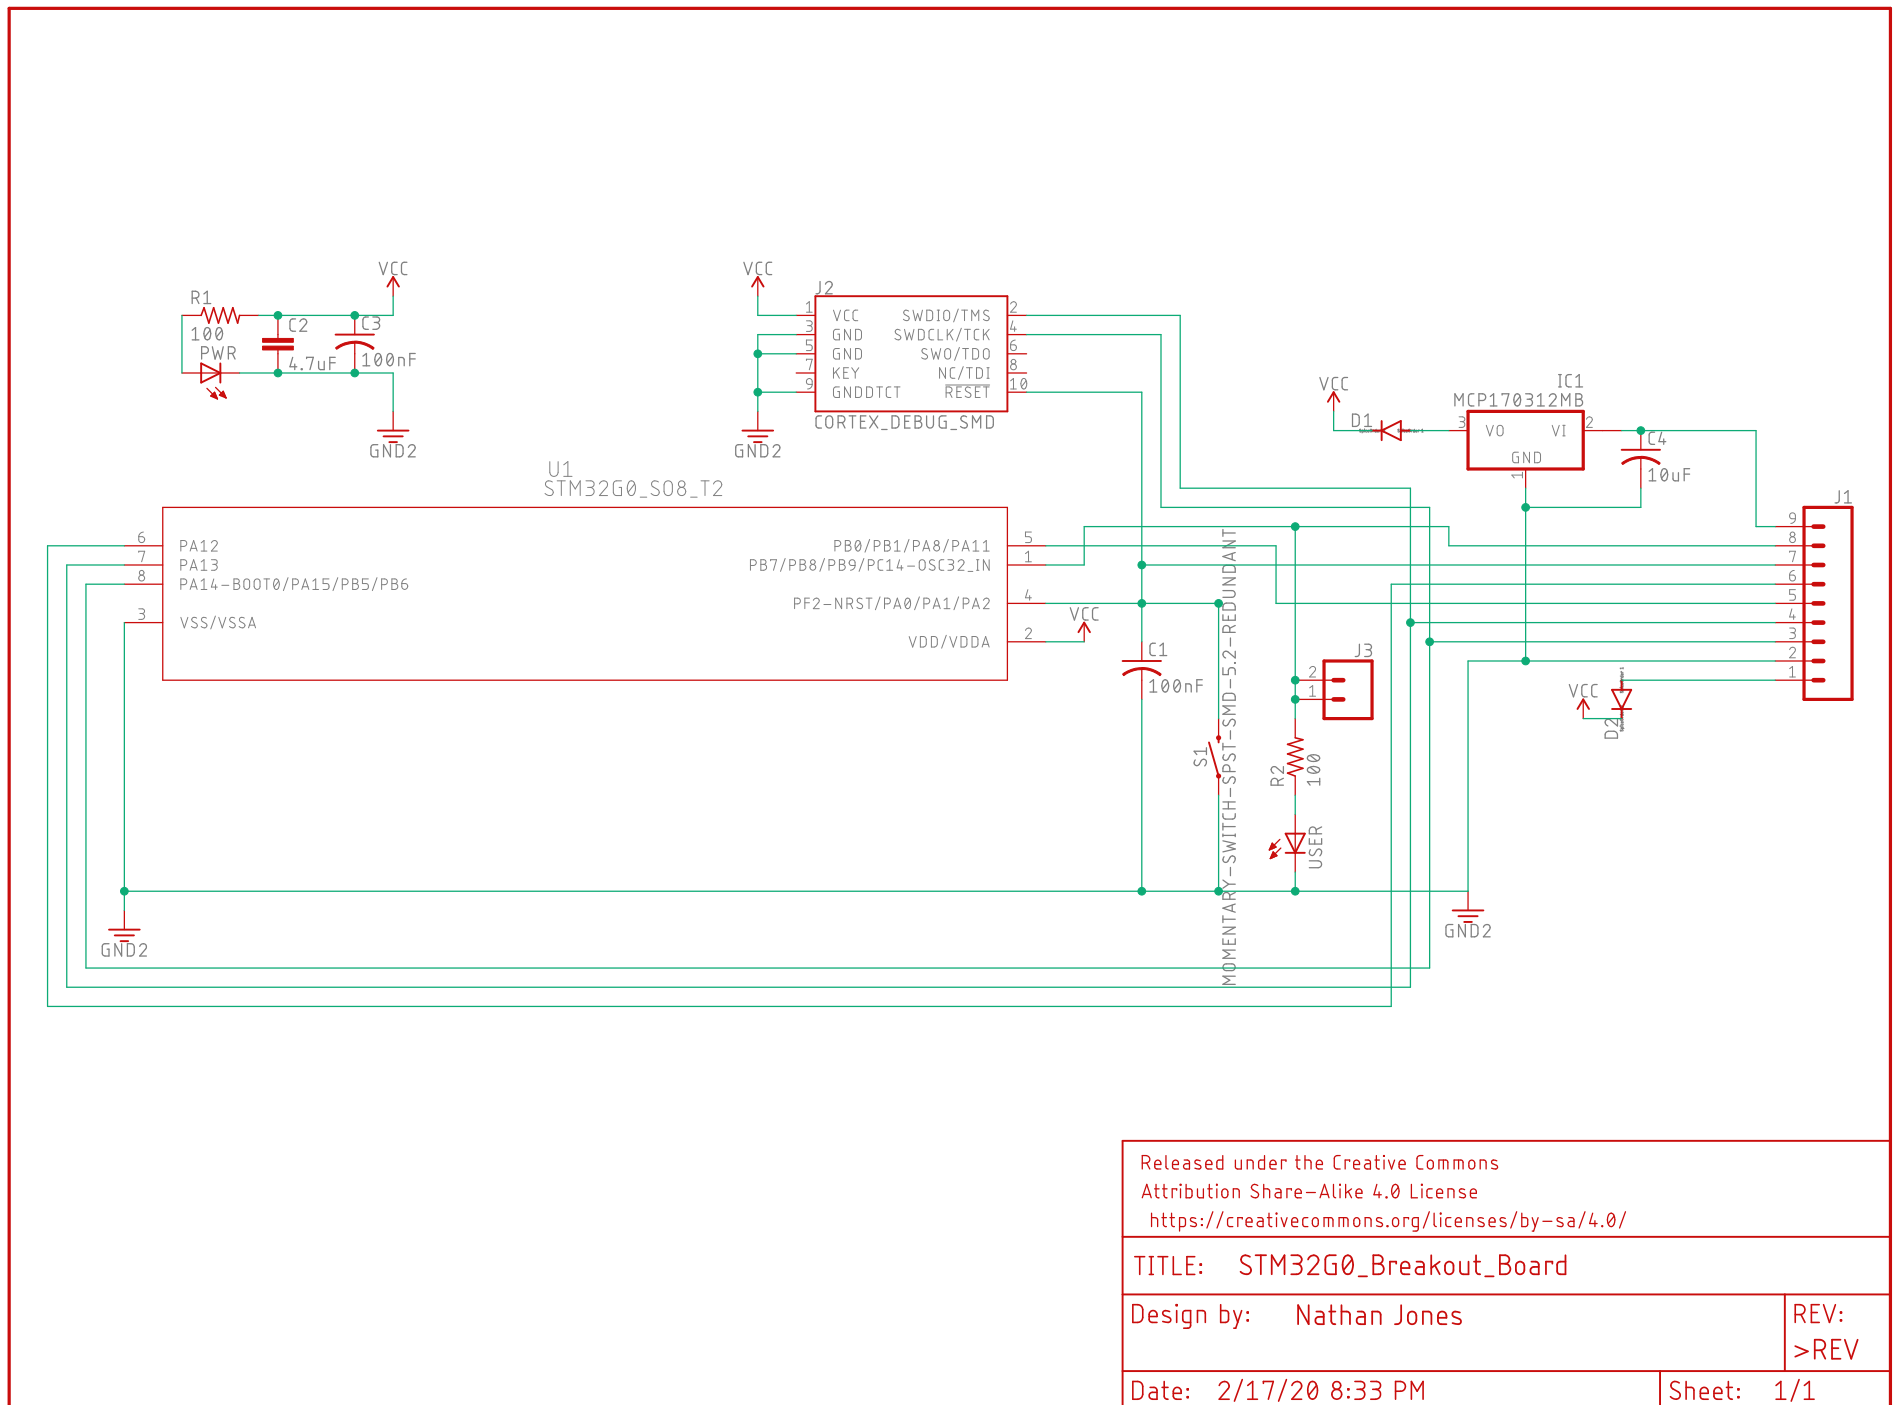 VCC
R1
100
PWR
C2
4.7uF
C3
100nF
GND2
VCC
J2
1 VCC SWDIO/TMS 2
3 GND SWDCLK/TCK 4
5 GND SWO/TDO 6
7 KEY NC/TDI 8
9 GNDDTCT RESET 10
CORTEX_DEBUG_SMD
GND2
VCC
D1
IC1
MCP170312MB
3 VO VI 2
GND
1
C4
10uF
U1
STM32G0_SO8_T2
6 PA12 PB0/PB1/PA8/PA11 5
7 PA13 PB7/PB8/PB9/PC14-OSC32_IN 1
8 PA14-BOOT0/PA15/PB5/PB6
PF2-NRST/PA0/PA1/PA2 4
3 VSS/VSSA
VDD/VDDA 2
VCC
C1
100nF
S1
MOMENTARY-SWITCH-SPST-SMD-5.2-REDUNDANT
J3
2
1
R2
100
USER
J1
9
8
7
6
5
4
3
2
1
VCC
D2
GND2
GND2
Released under the Creative Commons
Attribution Share-Alike 4.0 License
https://creativecommons.org/licenses/by-sa/4.0/
TITLE: STM32G0_Breakout_Board
Design by: Nathan Jones
REV:
>REV
Date: 2/17/20 8:33 PM
Sheet: 1/1